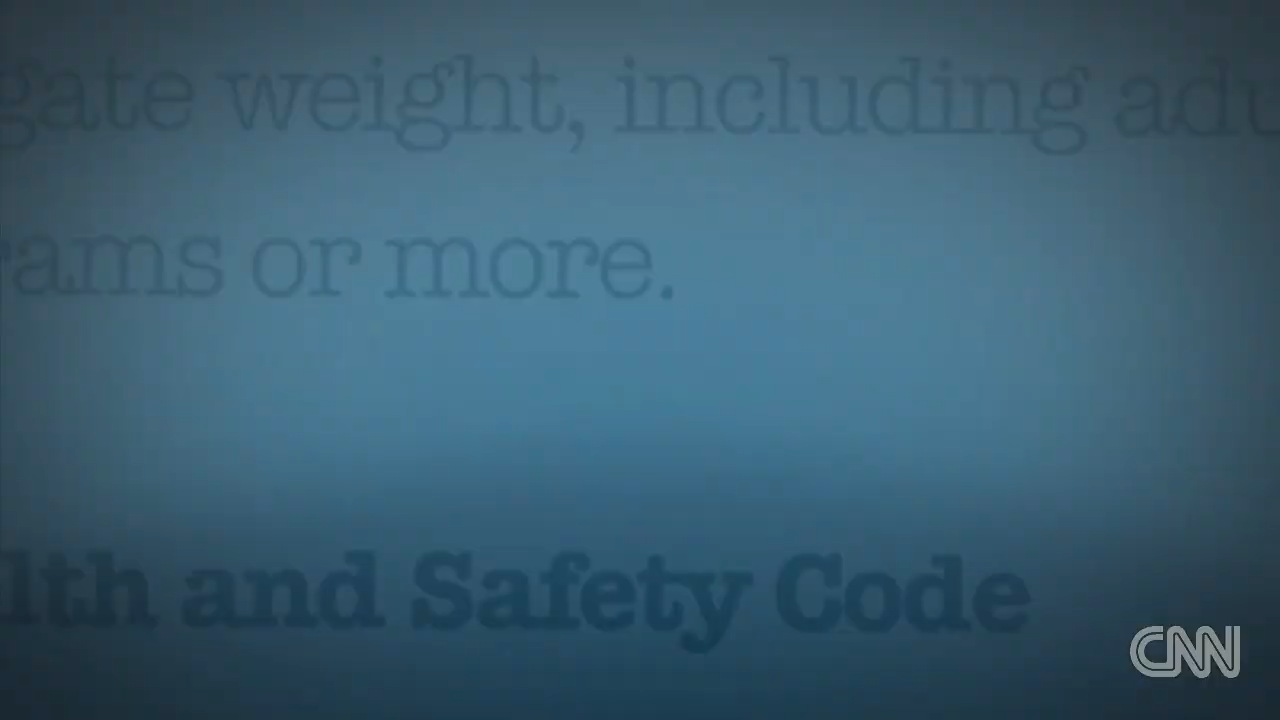 gate weight, including adu
rams or more.
lth and Safety Code
CNN